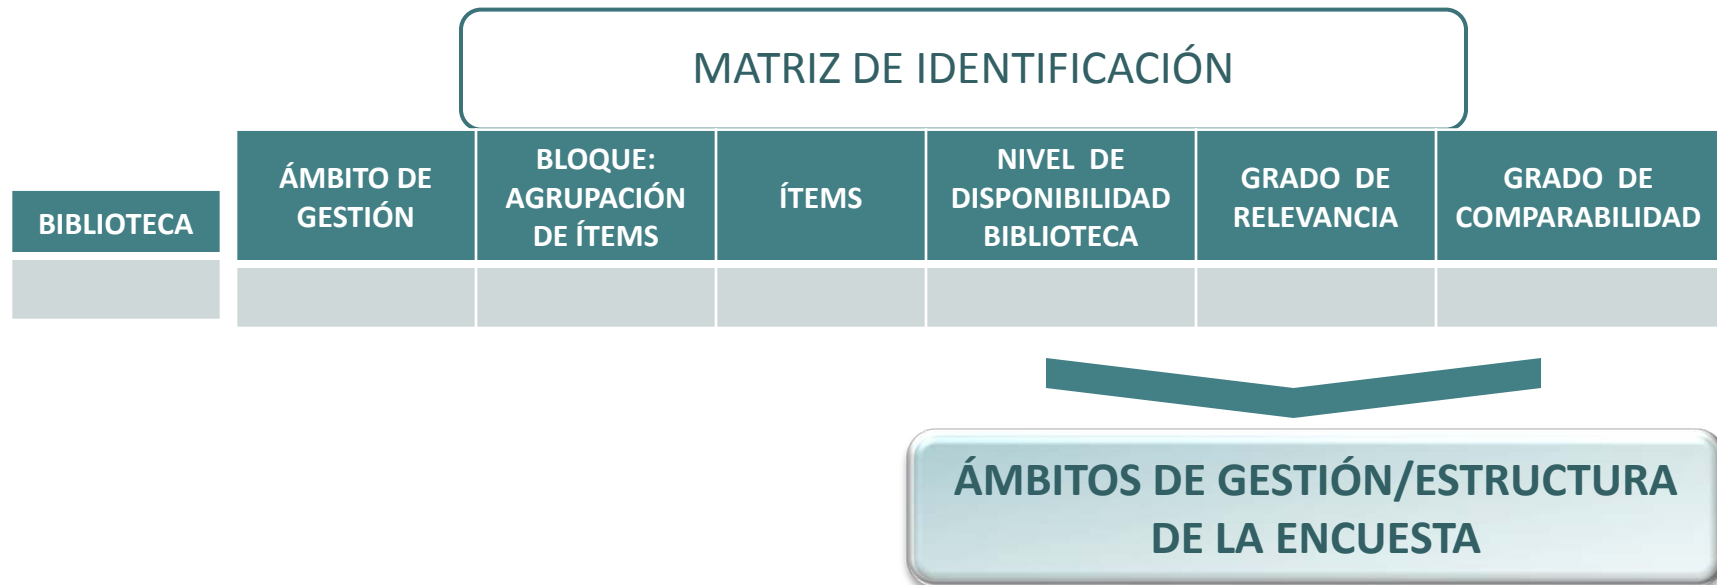 MATRIZ DE IDENTIFICACIÓN
BIBLIOTECA
ÁMBITO DE
GESTIÓN
BLOQUE:
AGRUPACIÓN
DE ÍTEMS
ÍTEMS
NIVEL DE
DISPONIBILIDAD
BIBLIOTECA
GRADO DE
RELEVANCIA
GRADO DE
COMPARABILIDAD
ÁMBITOS DE GESTIÓN/ESTRUCTURA
DE LA ENCUESTA